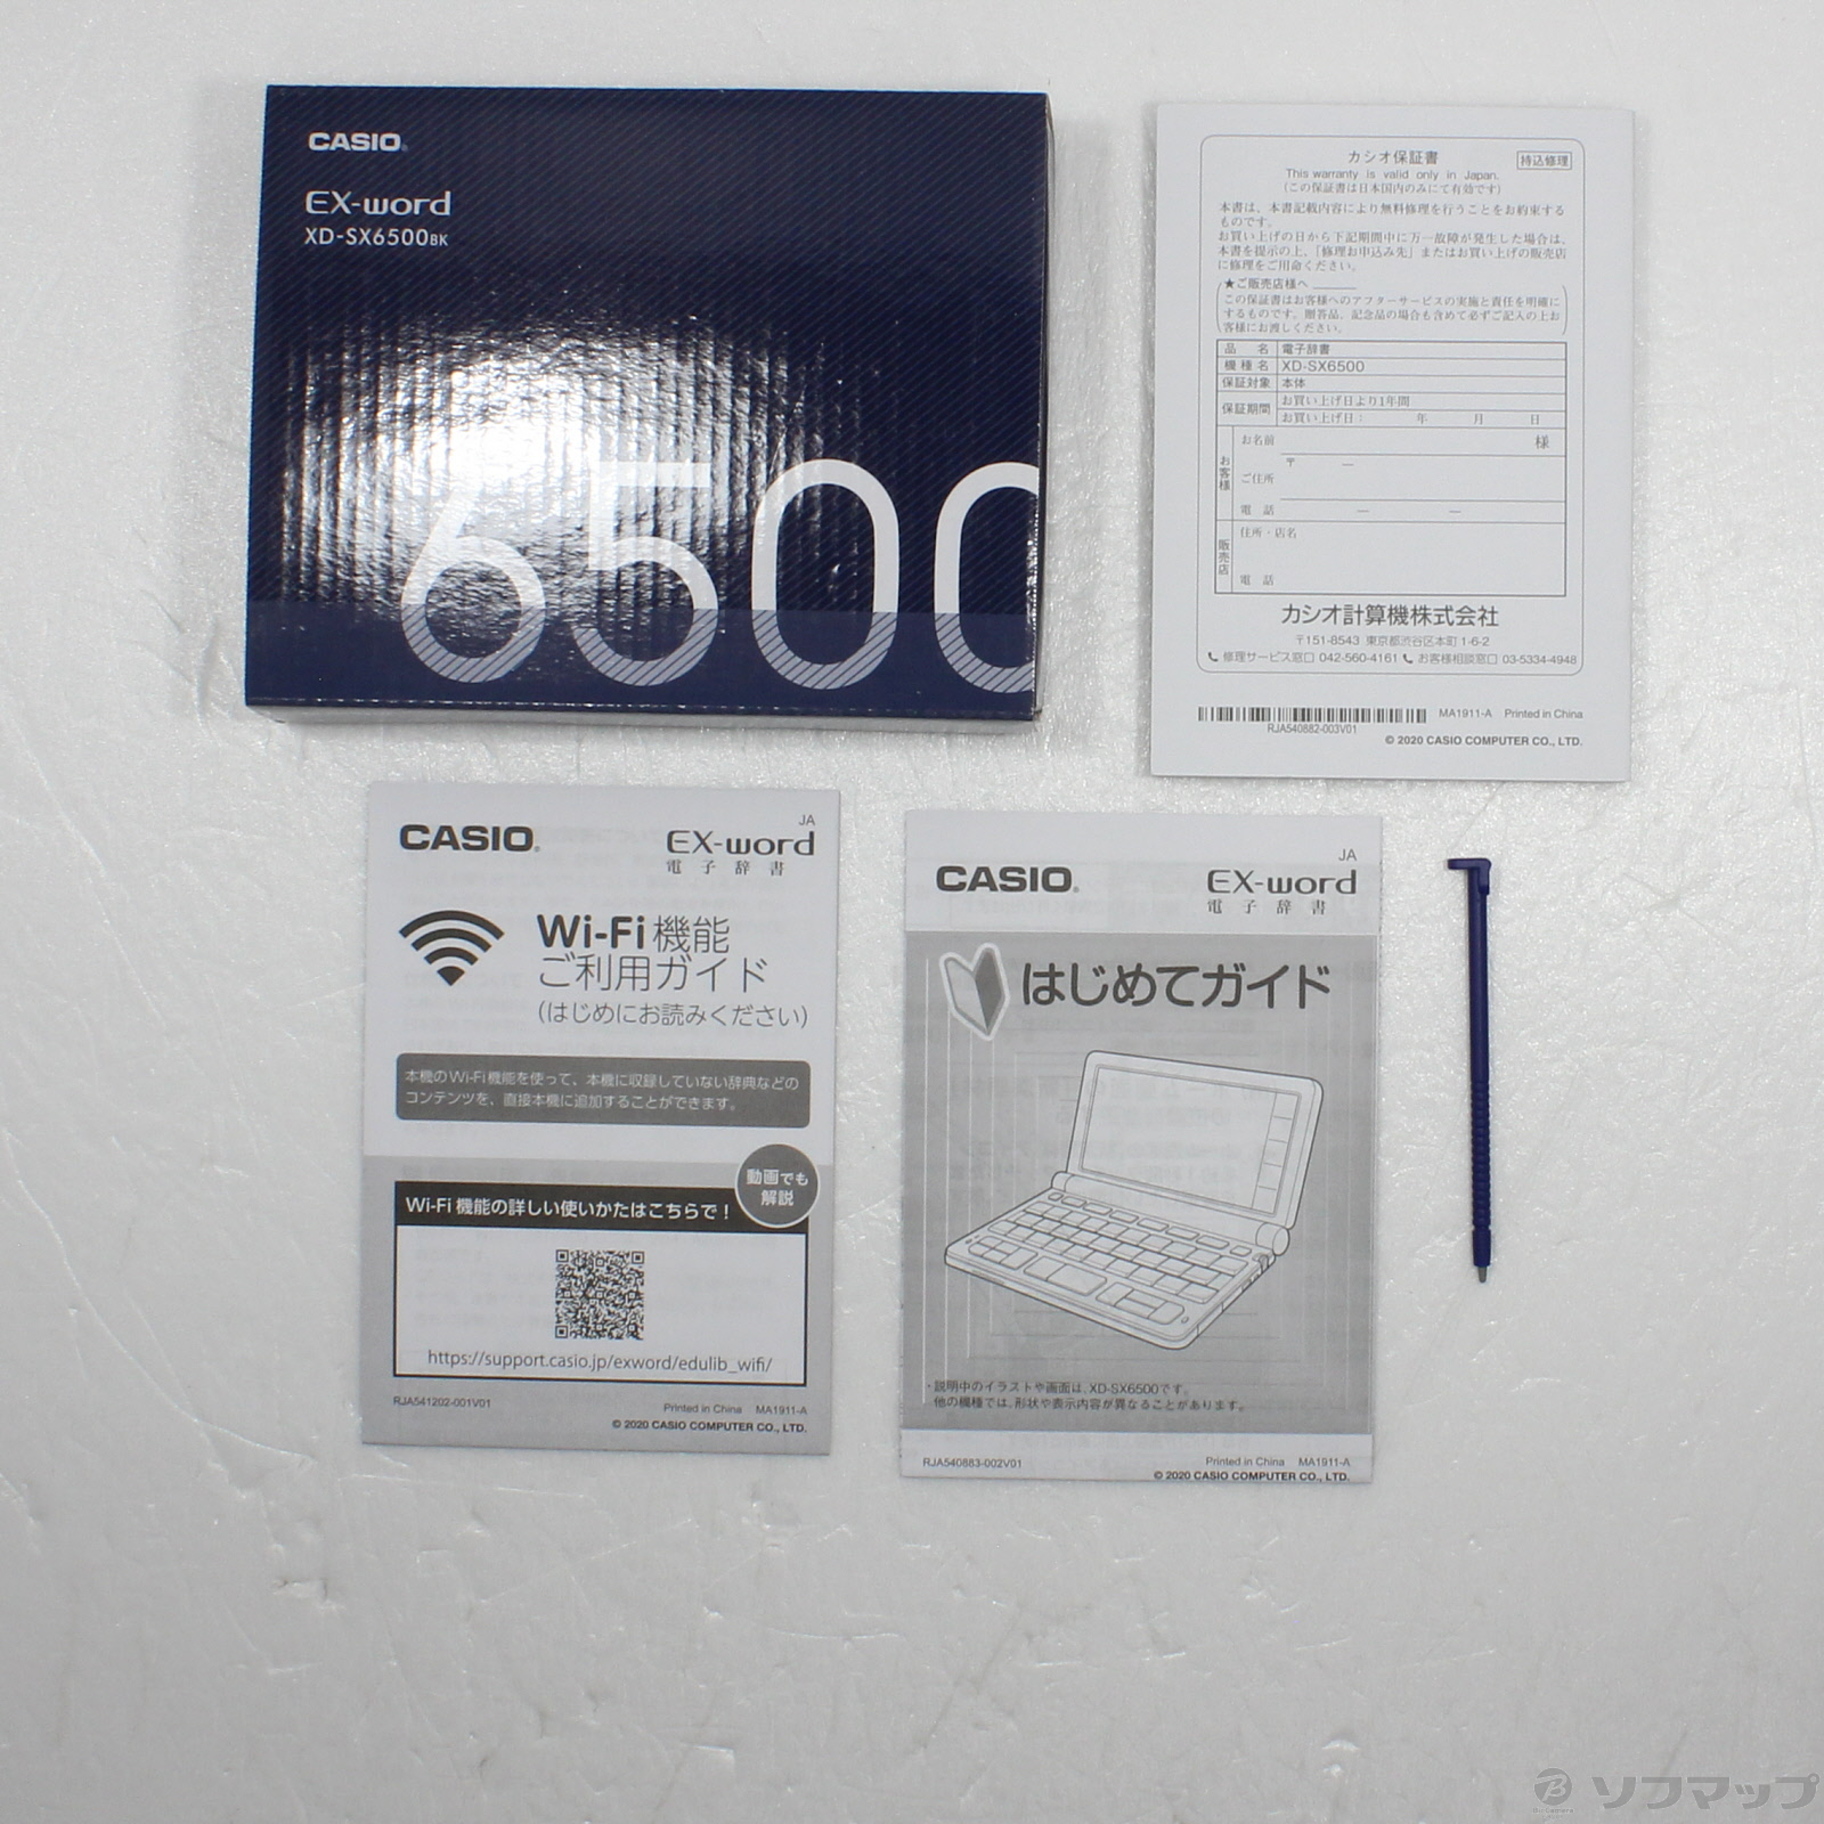 CASIO
EX-word
XD-SX6500BK
6500
カシオ保証書
持込修理
This warranty is valid only in Japan.
(この保証書は日本国内のみにて有効です)
本書は、本書記載内容により無料修理を行うことをお約束する
ものです。
お買い上げの日から下記期間中に万一故障が発生した場合は、
本書を提示の上、「修理お申込み先」またはお買い上げの販売店
に修理をご用命ください。
★ご販売店様へ
この保証書はお客様へのアフターサービスの実施と責任を明確に
するものです。贈答品、記念品の場合も含めて必ずご記入の上お
客様にお渡しください。
品 名 電子辞書
機種名 XD-SX6500
保証対象 本体
保証期間 お買い上げ日より1年間
お買い上げ日: 年 月 日
お客様
お名前 様
ご住所 〒 —
電 話 — —
販売店
住所・店名
電 話
カシオ計算機株式会社
〒151-8543 東京都渋谷区本町1-6-2
修理サービス窓口 042-560-4161 お客様相談窓口 03-5334-4948
MA1911-A Printed in China
RJA540882-003V01
© 2020 CASIO COMPUTER CO., LTD.
JA
CASIO
EX-word
電子辞書
Wi-Fi機能
ご利用ガイド
(はじめにお読みください)
本機のWi-Fi機能を使って、本機に収録していない辞典などの
コンテンツを、直接本機に追加することができます。
動画でも
解説
Wi-Fi機能の詳しい使いかたはこちらで!
https://support.casio.jp/exword/edulib_wifi/
RJA541202-001V01
Printed in China MA1911-A
© 2020 CASIO COMPUTER CO., LTD.
JA
CASIO
EX-word
電子辞書
はじめてガイド
・説明中のイラストや画面は、XD-SX6500です。
他の機種では、形状や表示内容が異なることがあります。
RJA540883-002V01
Printed in China MA1911-A
© 2020 CASIO COMPUTER CO., LTD.
BicCamera
ソフマップ